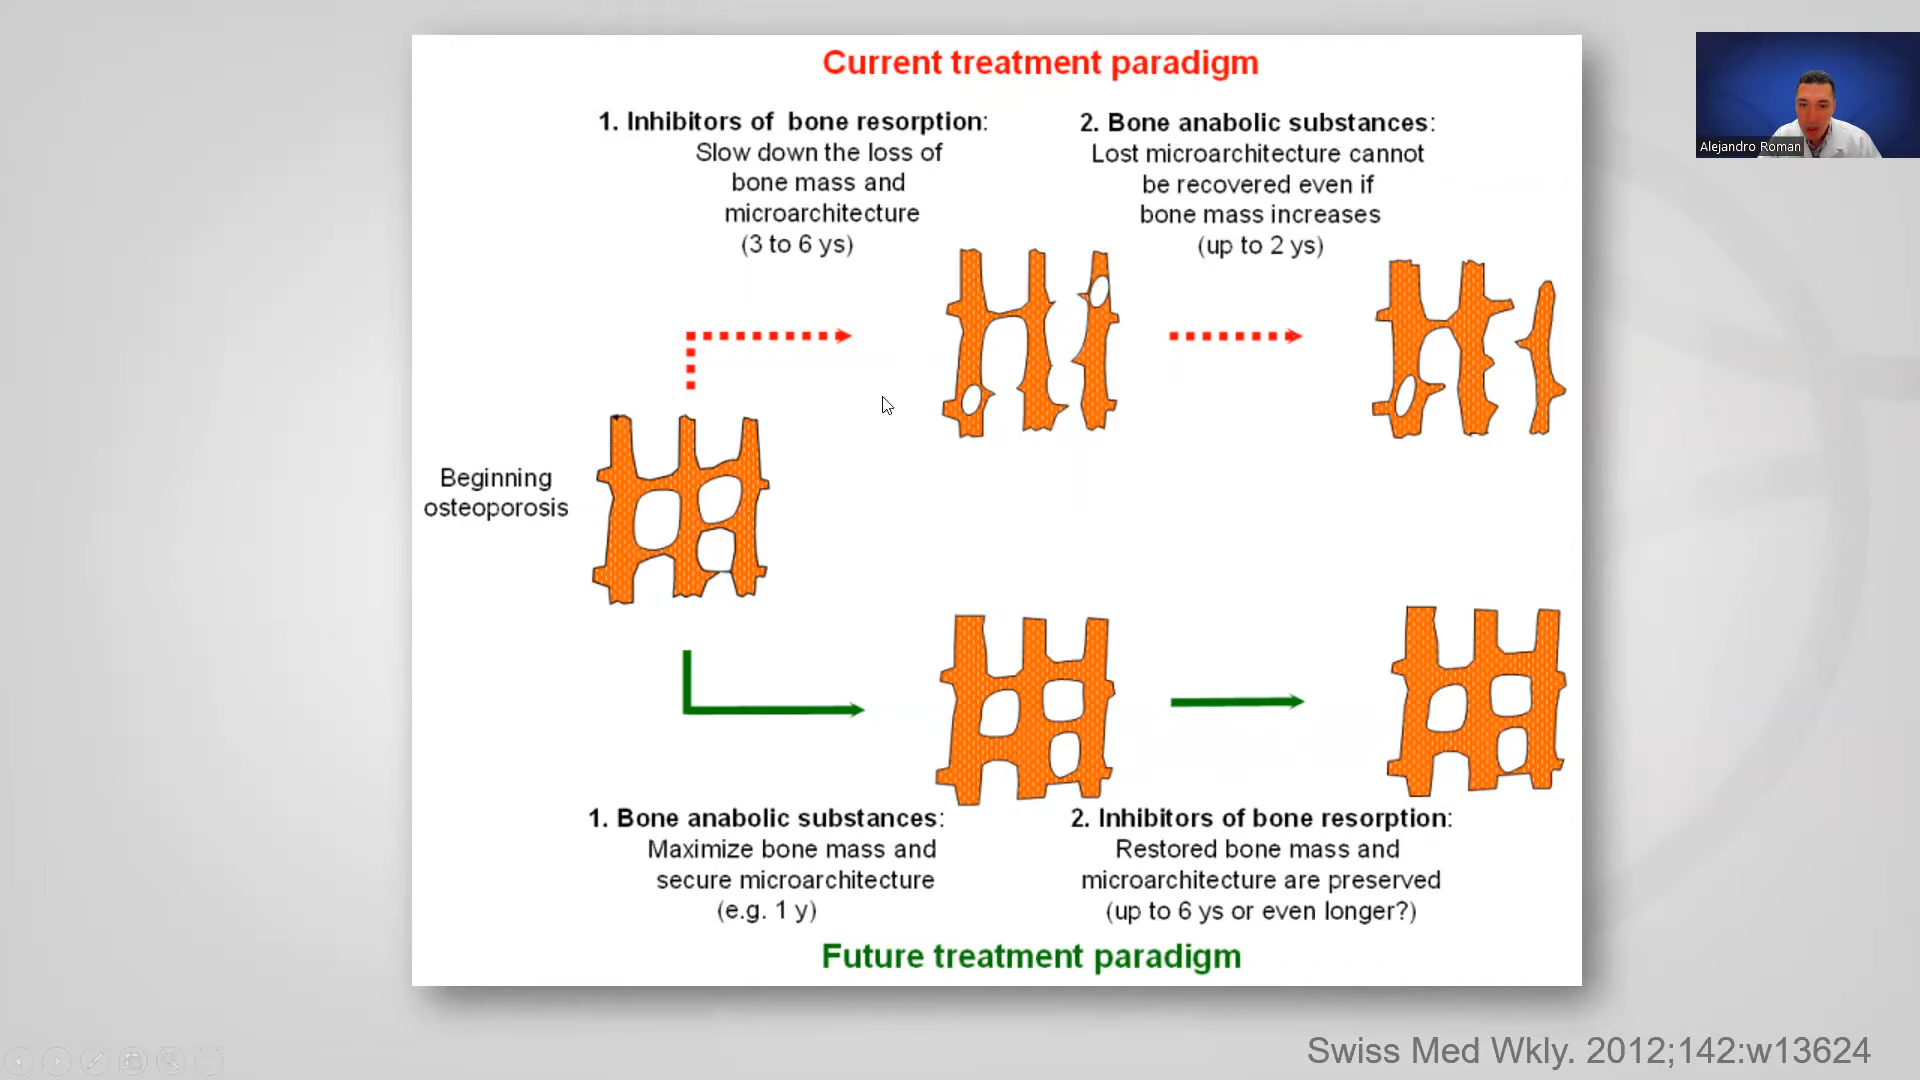 Current treatment paradigm
1. Inhibitors of bone resorption:
Slow down the loss of
bone mass and
microarchitecture
(3 to 6 ys)
2. Bone anabolic substances:
Lost microarchitecture cannot
be recovered even if
bone mass increases
(up to 2 ys)
Alejandro Roman
Beginning
osteoporosis
1. Bone anabolic substances:
Maximize bone mass and
secure microarchitecture
(e.g. 1 y)
2. Inhibitors of bone resorption:
Restored bone mass and
microarchitecture are preserved
(up to 6 ys or even longer?)
Future treatment paradigm
Swiss Med Wkly. 2012;142:w13624